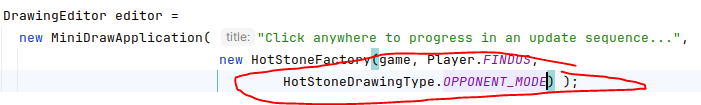 DrawingEditor editor =
new MiniDrawApplication( title: "Click anywhere to progress in an update sequence...",
new HotStoneFactory(game, Player.FINDUS,
HotStoneDrawingType.OPPONENT_MODE) );